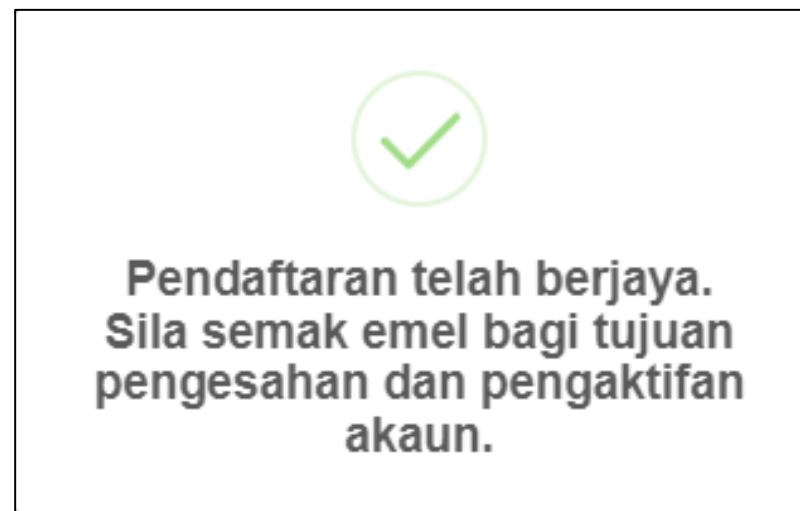 Pendaftaran telah berjaya.
Sila semak emel bagi tujuan
pengesahan dan pengaktifan
akaun.